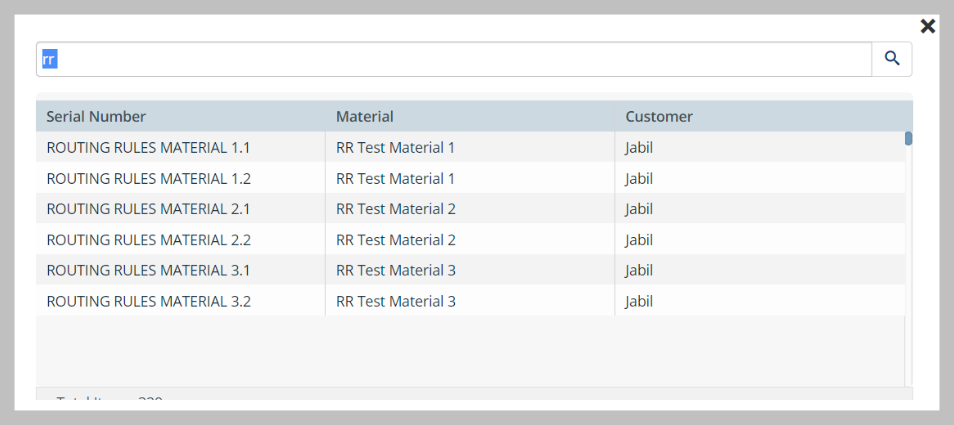 rr
Serial Number Material Customer
ROUTING RULES MATERIAL 1.1 RR Test Material 1 Jabil
ROUTING RULES MATERIAL 1.2 RR Test Material 1 Jabil
ROUTING RULES MATERIAL 2.1 RR Test Material 2 Jabil
ROUTING RULES MATERIAL 2.2 RR Test Material 2 Jabil
ROUTING RULES MATERIAL 3.1 RR Test Material 3 Jabil
ROUTING RULES MATERIAL 3.2 RR Test Material 3 Jabil